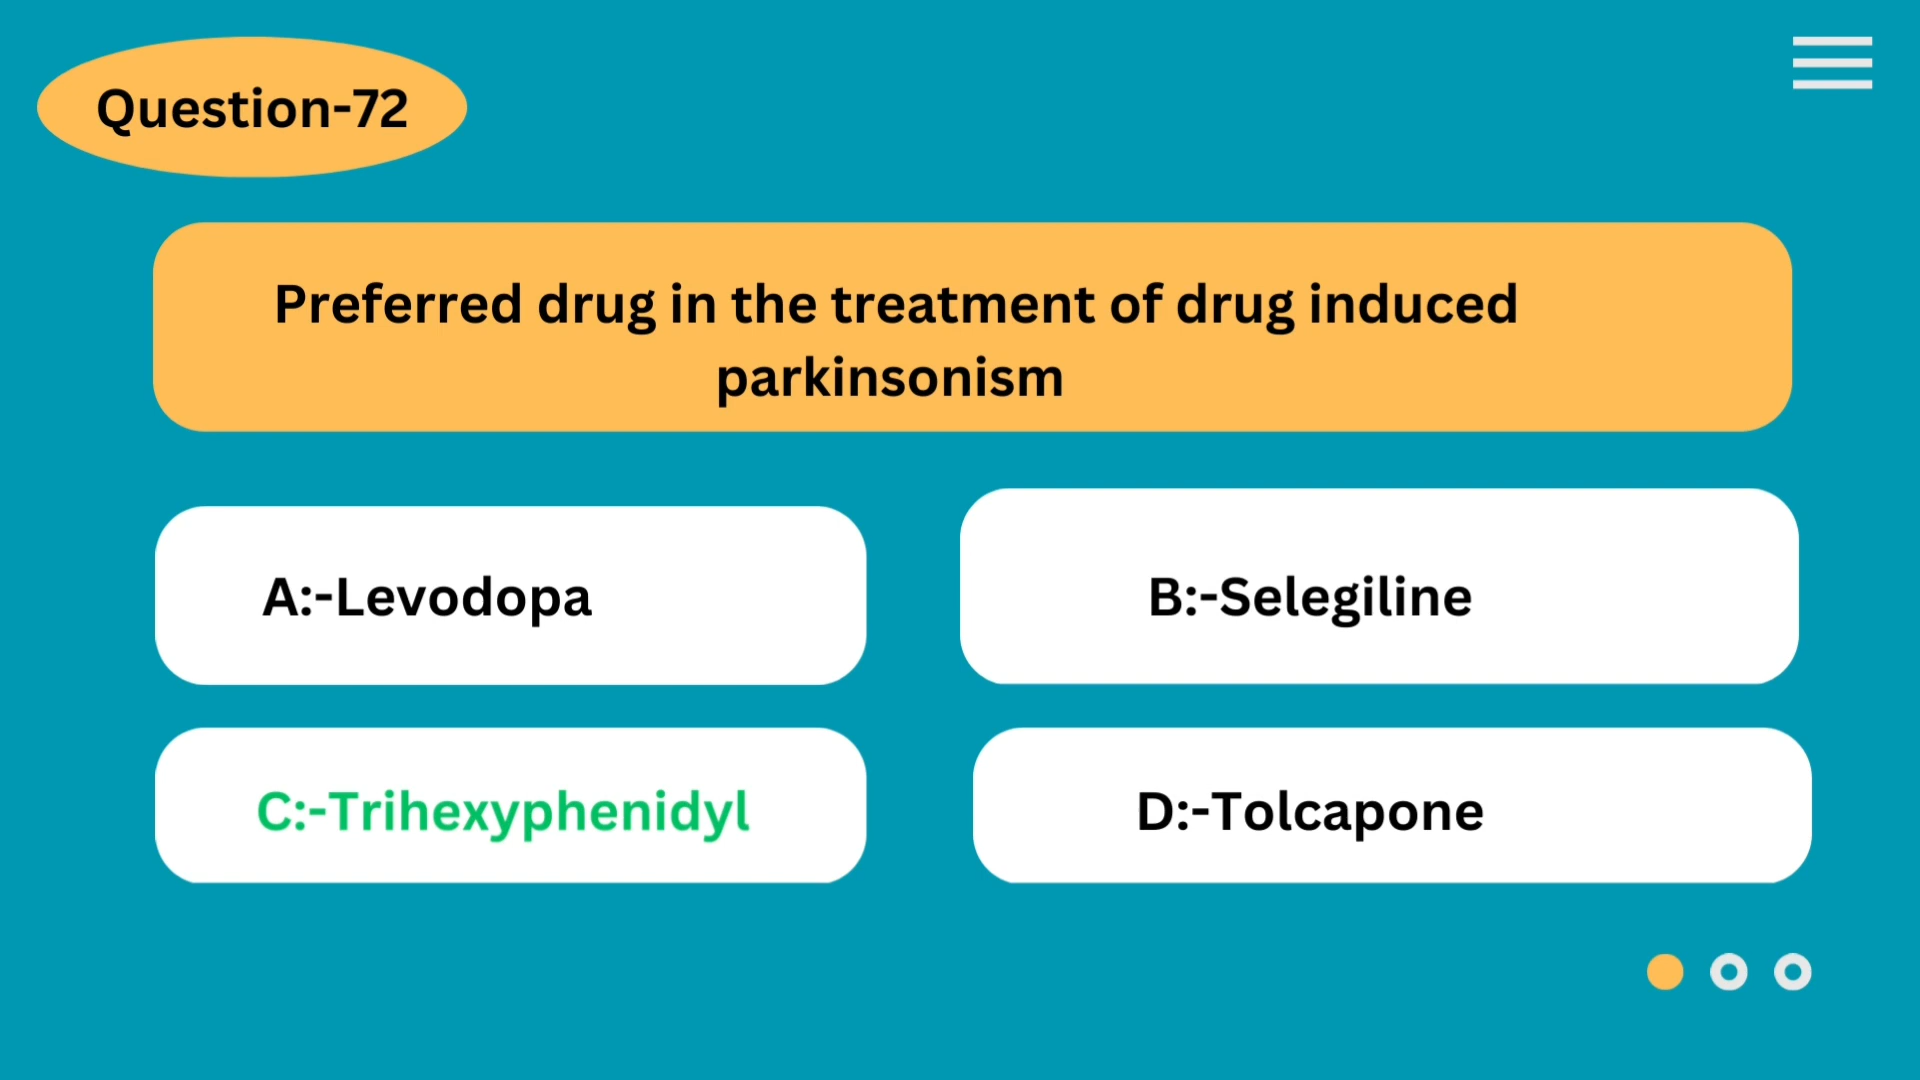 Question-72
Preferred drug in the treatment of drug induced
parkinsonism
A:-Levodopa
B:-Selegiline
C:-Trihexyphenidyl
D:-Tolcapone